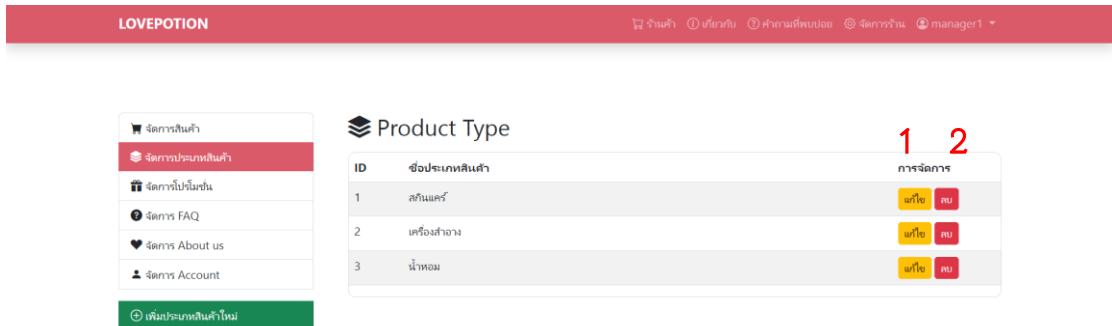 LOVEPOTION ร้านค้า เกี่ยวกับ คำถามที่พบบ่อย จัดการร้าน manager1
จัดการสินค้า
จัดการประเภทสินค้า
จัดการโปรโมชั่น
จัดการ FAQ
จัดการ About us
จัดการ Account
เพิ่มประเภทสินค้าใหม่
Product Type
1 2
ID ชื่อประเภทสินค้า การจัดการ
1 สกินแคร์ แก้ไข ลบ
2 เครื่องสำอาง แก้ไข ลบ
3 น้ำหอม แก้ไข ลบ